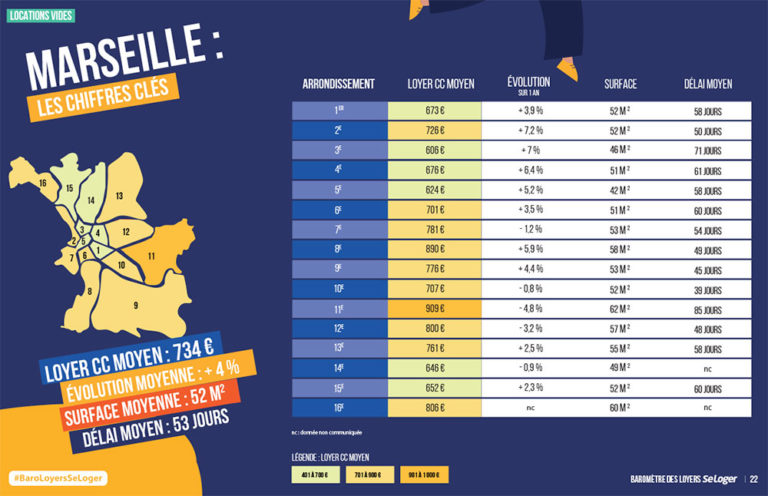 LOCATIONS VIDES
MARSEILLE :
LES CHIFFRES CLÉS
16
15
14
13
3
4
12
2
5
1
11
7
6
10
8
9
LOYER CC MOYEN : 734 €
ÉVOLUTION MOYENNE : + 4 %
SURFACE MOYENNE : 52 M²
DÉLAI MOYEN : 53 JOURS
#BaroLoyersSeLoger
ARRONDISSEMENT LOYER CC MOYEN ÉVOLUTION SUR 1 AN SURFACE DÉLAI MOYEN
1ER 673 € + 3,9 % 52 M² 58 JOURS
2E 726 € + 7,2 % 52 M² 50 JOURS
3E 606 € + 7 % 46 M² 71 JOURS
4E 676 € + 6,4 % 51 M² 61 JOURS
5E 624 € + 5,2 % 42 M² 58 JOURS
6E 701 € + 3,5 % 51 M² 60 JOURS
7E 781 € - 1,2 % 53 M² 54 JOURS
8E 890 € + 5,9 % 58 M² 49 JOURS
9E 776 € + 4,4 % 53 M² 45 JOURS
10E 707 € - 0,8 % 52 M² 39 JOURS
11E 909 € - 4,8 % 62 M² 85 JOURS
12E 800 € - 3,2 % 57 M² 48 JOURS
13E 761 € + 2,5 % 55 M² 58 JOURS
14E 646 € - 0,9 % 49 M² nc
15E 652 € + 2,3 % 52 M² 60 JOURS
16E 806 € nc 60 M² nc
nc : donnée non communiquée
LÉGENDE : LOYER CC MOYEN
401 À 700 € 701 À 900 € 901 À 1 000 €
BAROMÈTRE DES LOYERS SeLoger | 22